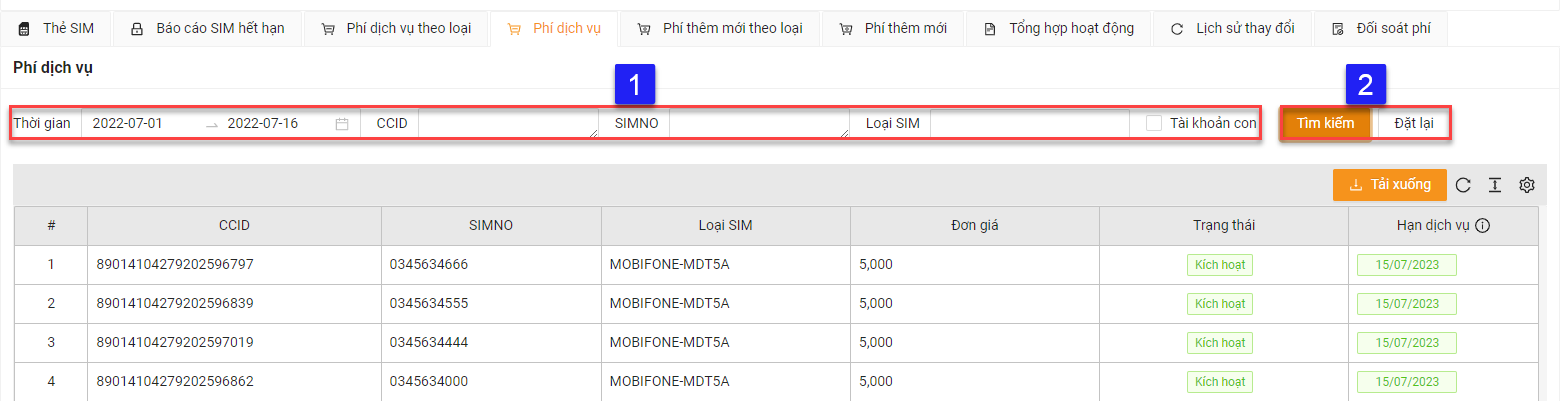 Thẻ SIM Báo cáo SIM hết hạn Phí dịch vụ theo loại Phí dịch vụ Phí thêm mới theo loại Phí thêm mới Tổng hợp hoạt động Lịch sử thay đổi Đối soát phí
Phí dịch vụ
1 2
Thời gian 2022-07-01 → 2022-07-16 CCID SIMNO Loại SIM Tài khoản con Tìm kiếm Đặt lại
Tải xuống
# CCID SIMNO Loại SIM Đơn giá Trạng thái Hạn dịch vụ
1 89014104279202596797 0345634666 MOBIFONE-MDT5A 5,000 Kích hoạt 15/07/2023
2 89014104279202596839 0345634555 MOBIFONE-MDT5A 5,000 Kích hoạt 15/07/2023
3 89014104279202597019 0345634444 MOBIFONE-MDT5A 5,000 Kích hoạt 15/07/2023
4 89014104279202596862 0345634000 MOBIFONE-MDT5A 5,000 Kích hoạt 15/07/2023